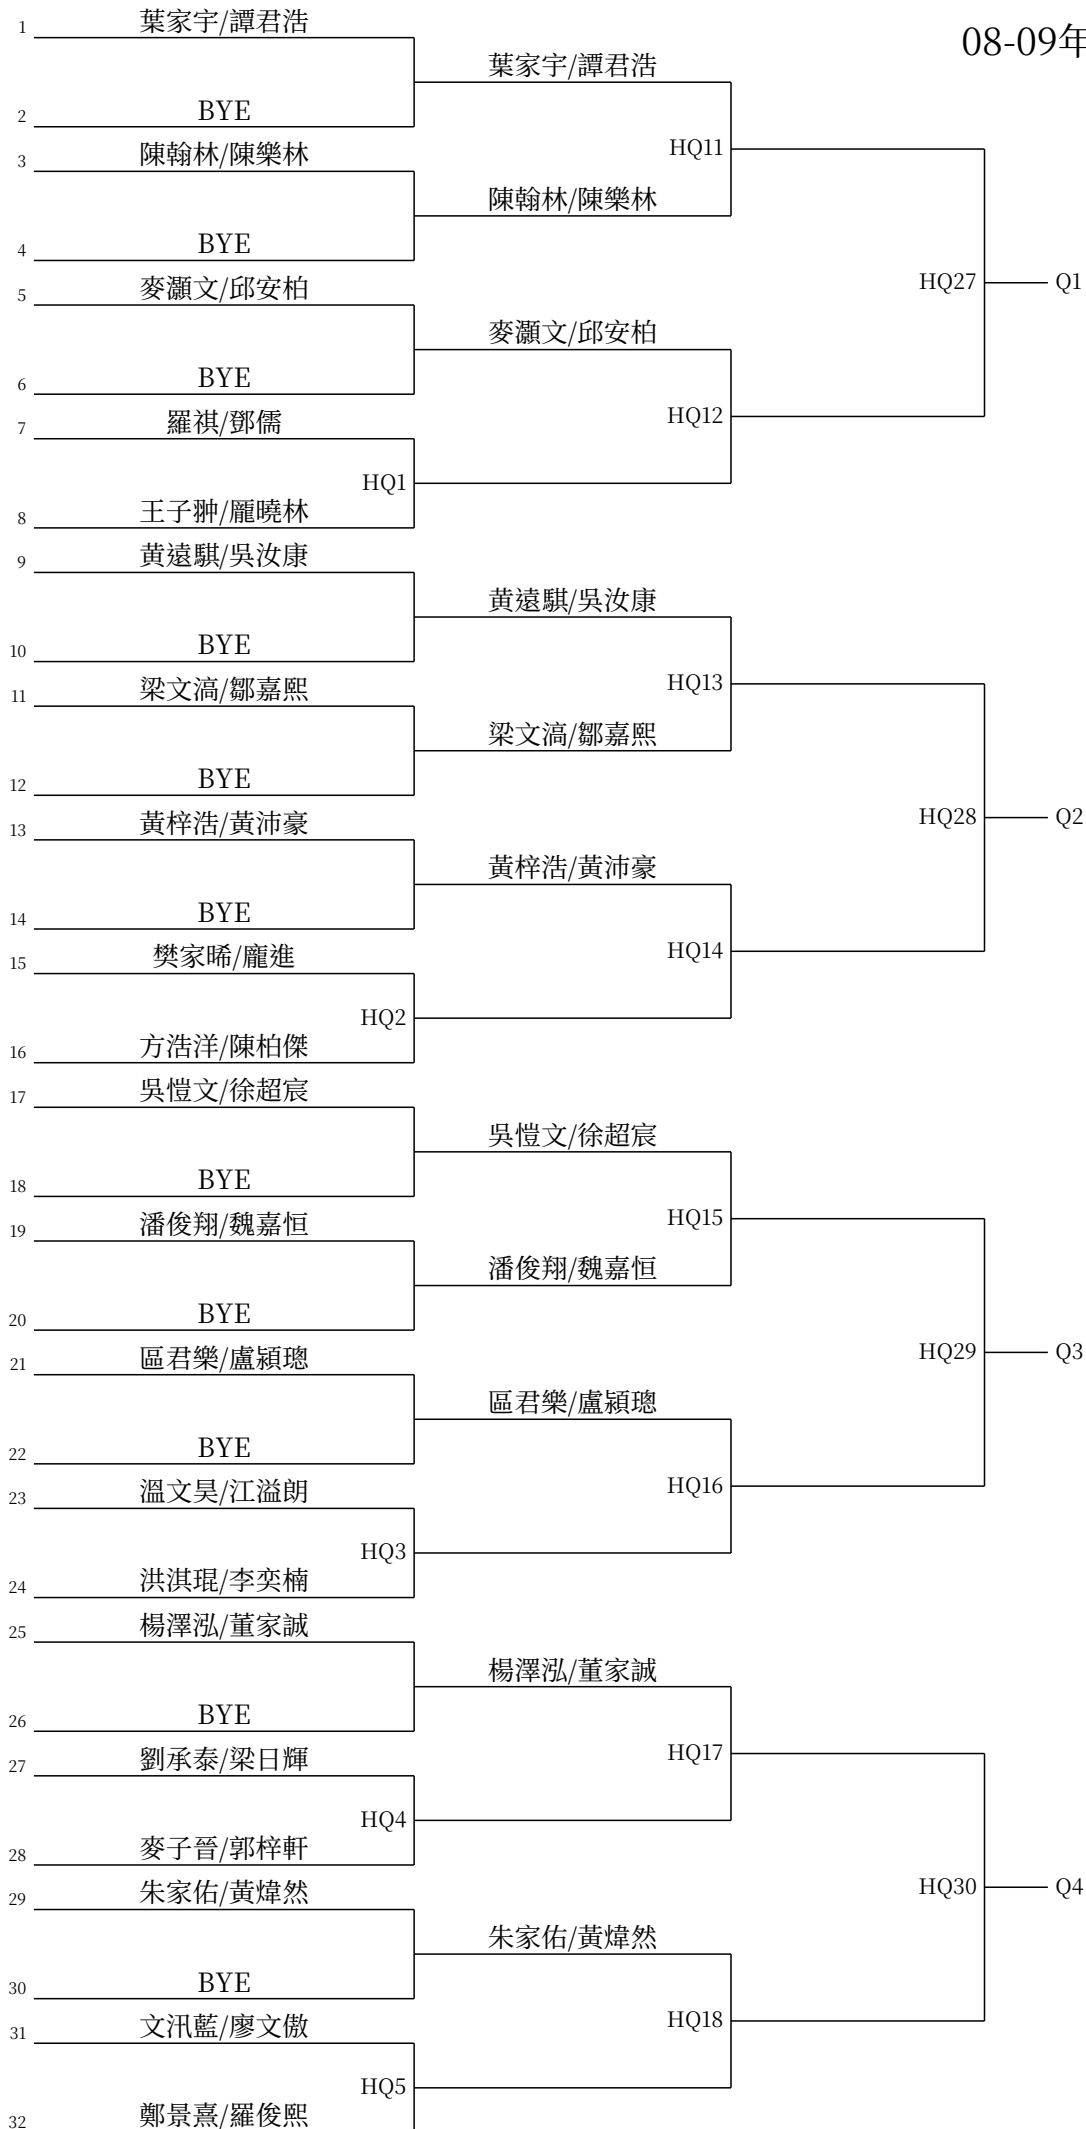 08-09年
1 葉家宇/譚君浩
葉家宇/譚君浩
2 BYE
3 陳翰林/陳樂林
HQ11
陳翰林/陳樂林
4 BYE
HQ27 Q1
5 麥灝文/邱安柏
麥灝文/邱安柏
6 BYE
7 羅祺/鄧儒
HQ12
HQ1
8 王子翀/龎曉林
9 黃遠騏/吳汝康
黃遠騏/吳汝康
10 BYE
11 梁文滈/鄒嘉熙
HQ13
梁文滈/鄒嘉熙
12 BYE
HQ28 Q2
13 黃梓浩/黃沛豪
黃梓浩/黃沛豪
14 BYE
15 樊家晞/龐進
HQ14
HQ2
16 方浩洋/陳柏傑
17 吳愷文/徐超宸
吳愷文/徐超宸
18 BYE
19 潘俊翔/魏嘉恒
HQ15
潘俊翔/魏嘉恒
20 BYE
HQ29 Q3
21 區君樂/盧穎璁
區君樂/盧穎璁
22 BYE
23 溫文昊/江溢朗
HQ16
HQ3
24 洪淇琨/李奕楠
25 楊澤泓/董家誠
楊澤泓/董家誠
26 BYE
27 劉承泰/梁日輝
HQ17
HQ4
28 麥子晉/郭梓軒
HQ30 Q4
29 朱家佑/黃煒然
朱家佑/黃煒然
30 BYE
31 文汛藍/廖文傲
HQ18
HQ5
32 鄭景熹/羅俊熙